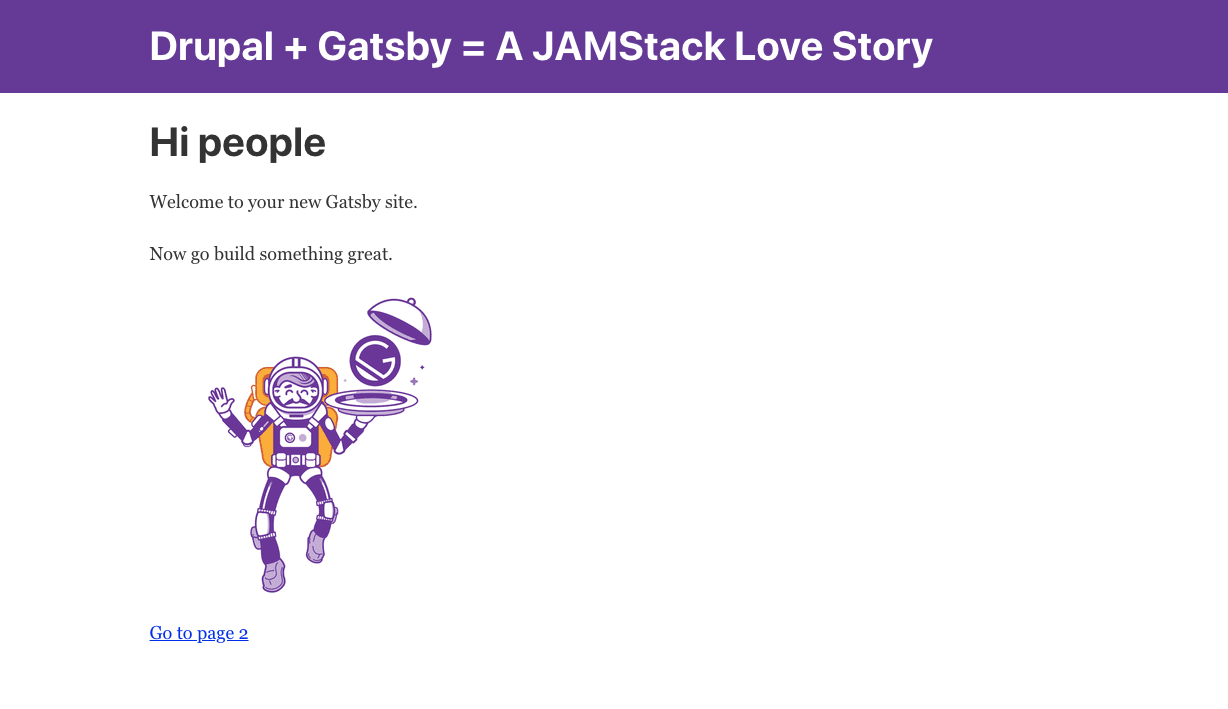 Drupal + Gatsby = A JAMStack Love Story
Hi people
Welcome to your new Gatsby site.
Now go build something great.
Go to page 2